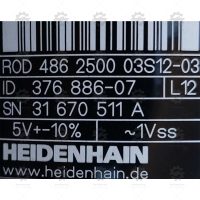 ROD 486 2500 03S12-03
ID 376 886-07 L12
SN 31 670 511 A
5V+-10% ~1Vss
HEIDENHAIN
www.heidenhain.de